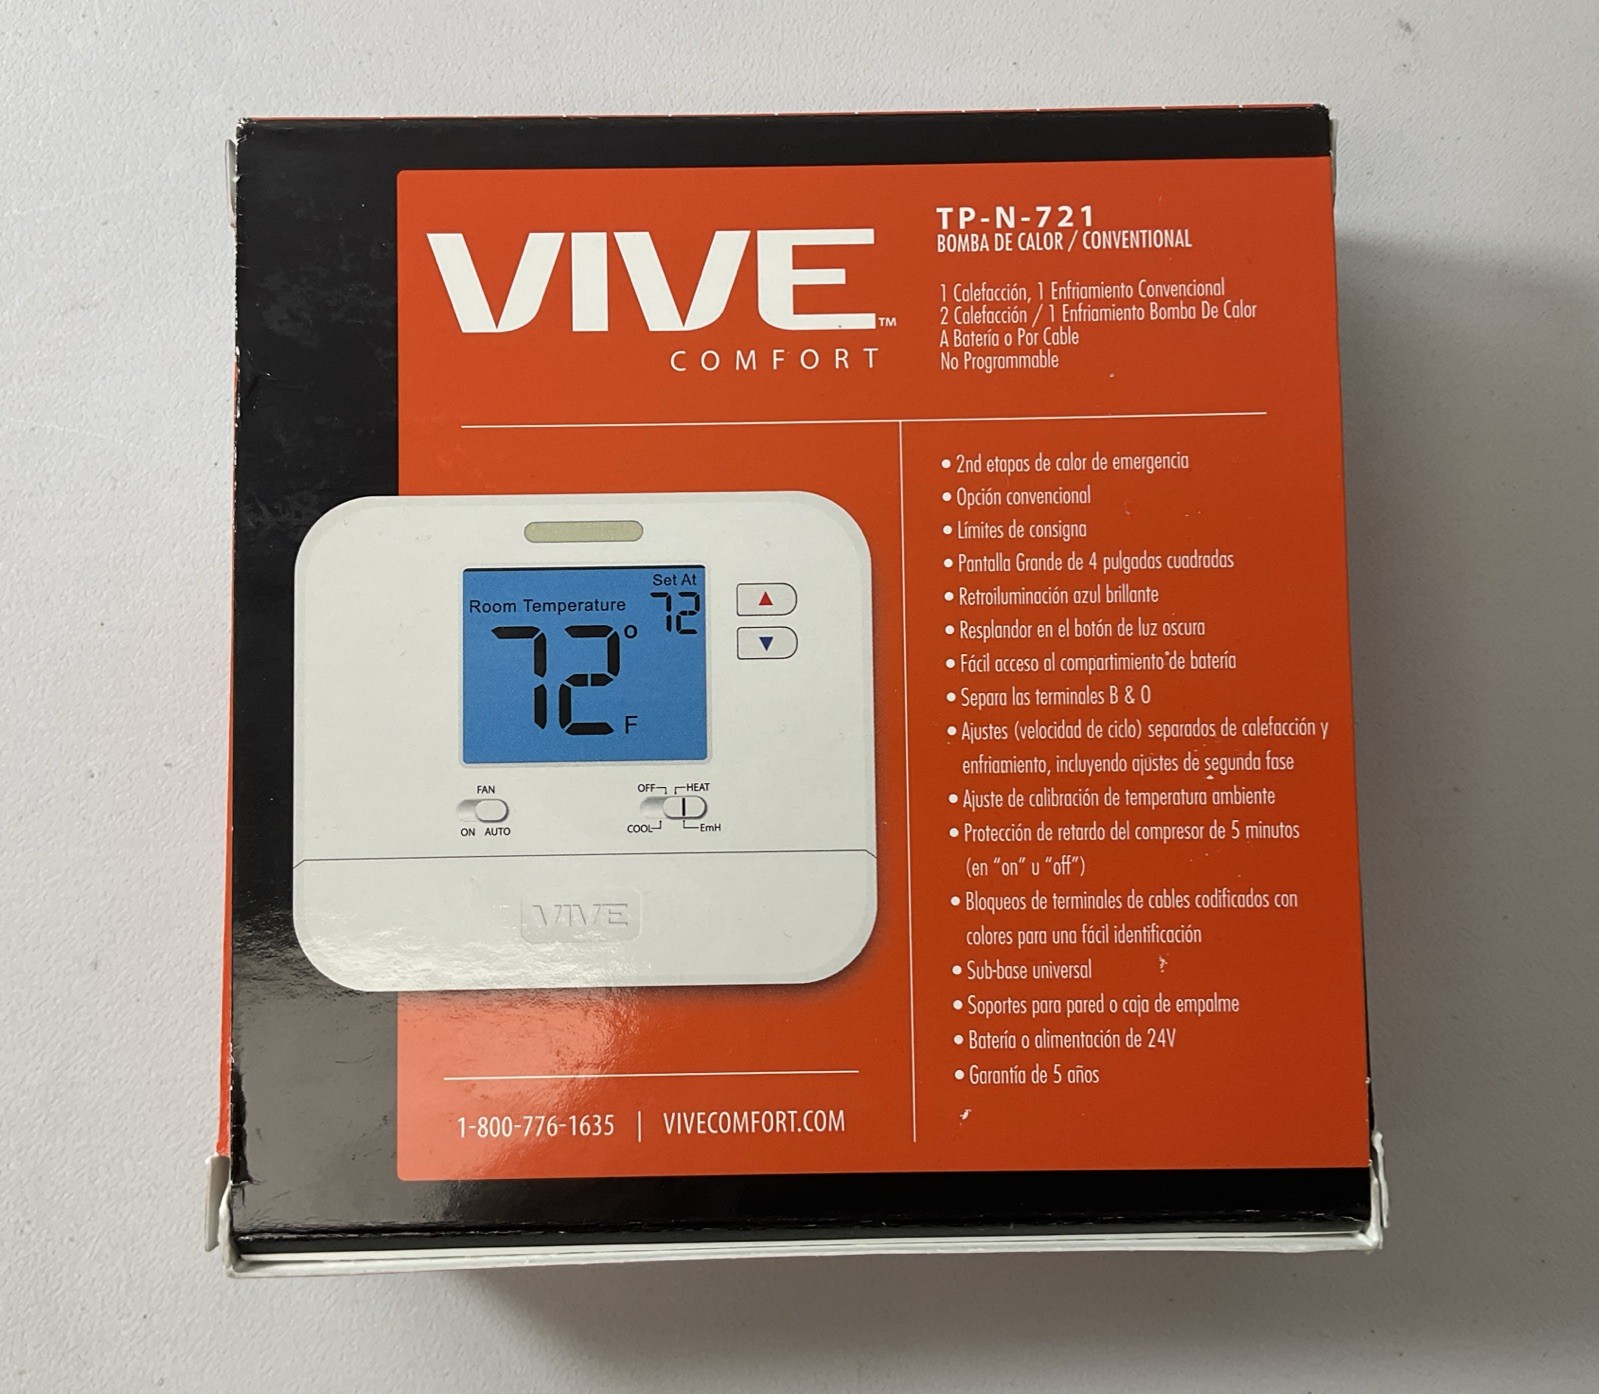 VIVE™
COMFORT
TP-N-721
BOMBA DE CALOR / CONVENTIONAL
1 Calefacción, 1 Enfriamiento Convencional
2 Calefacción / 1 Enfriamiento Bomba De Calor
A Batería o Por Cable
No Programmable
Set At
Room Temperature
72
72°
F
FAN
ON AUTO
OFF HEAT
COOL EmH
VIVE
• 2nd etapas de calor de emergencia
• Opción convencional
• Límites de consigna
• Pantalla Grande de 4 pulgadas cuadradas
• Retroiluminación azul brillante
• Resplandor en el botón de luz oscura
• Fácil acceso al compartimiento de batería
• Separa las terminales B & O
• Ajustes (velocidad de ciclo) separados de calefacción y
enfriamiento, incluyendo ajustes de segunda fase
• Ajuste de calibración de temperatura ambiente
• Protección de retardo del compresor de 5 minutos
(en “on” u “off”)
• Bloqueos de terminales de cables codificados con
colores para una fácil identificación
• Sub-base universal
• Soportes para pared o caja de empalme
• Batería o alimentación de 24V
• Garantía de 5 años
1-800-776-1635 | VIVECOMFORT.COM